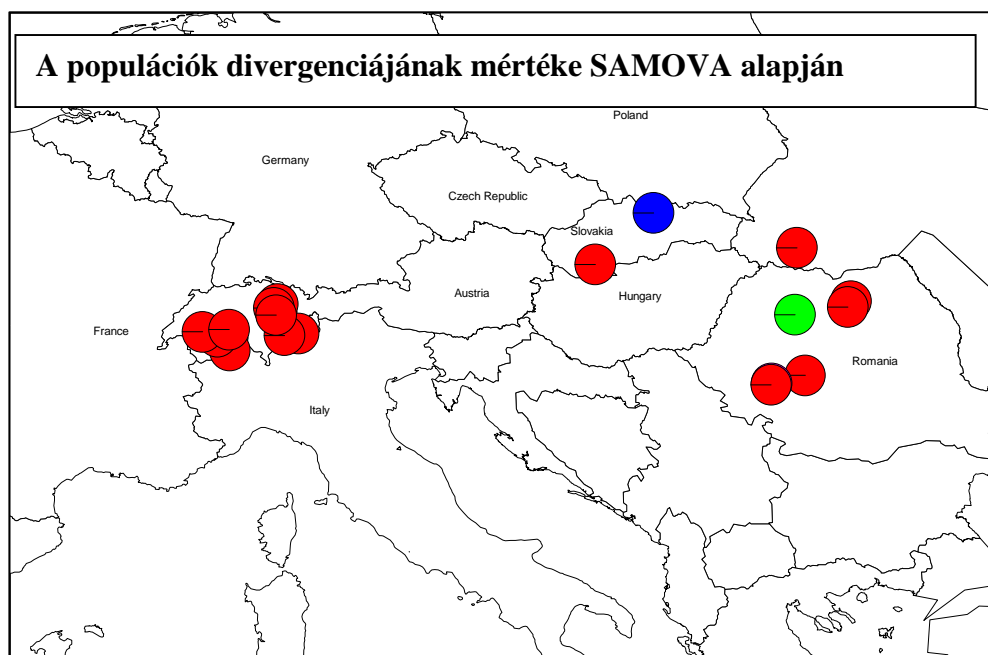 A populációk divergenciájának mértéke SAMOVA alapján
Poland
Germany
Czech Republic
Slovakia
Austria
Hungary
France
Romania
Italy